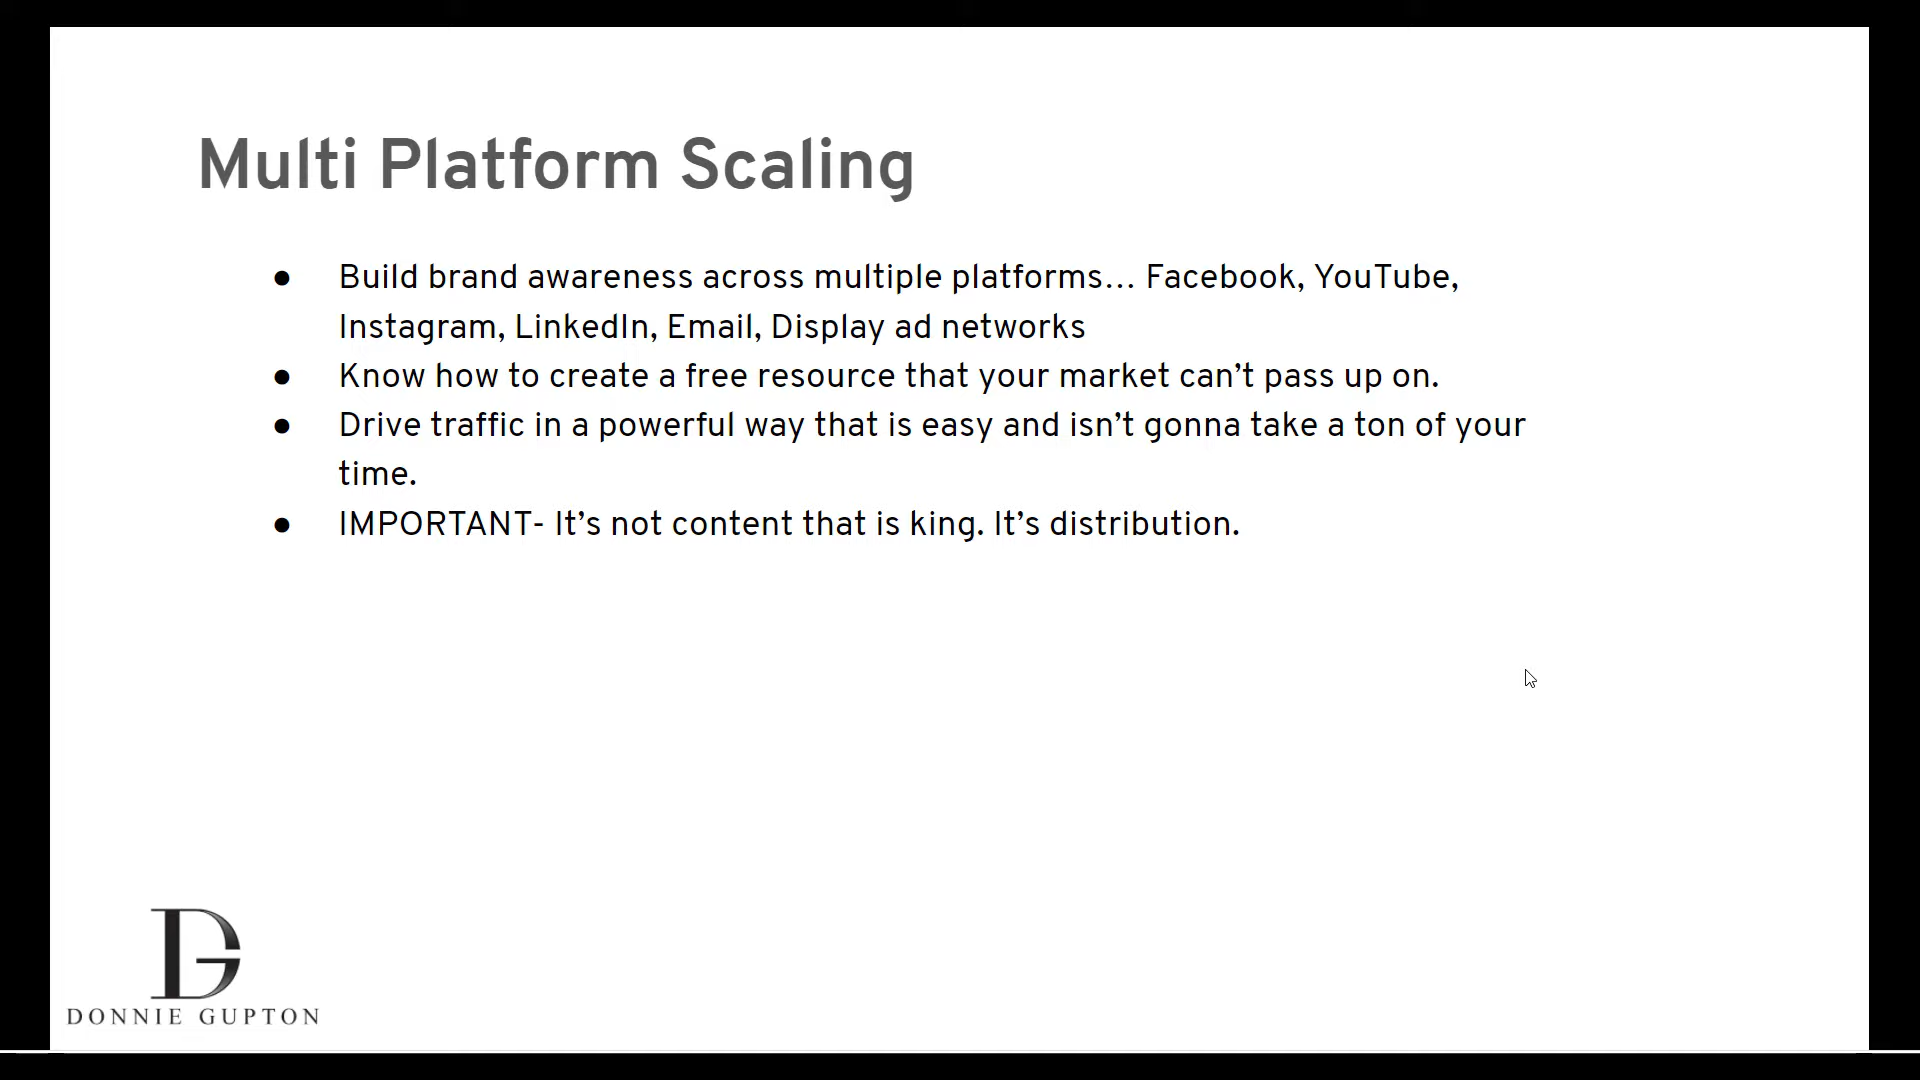 Multi Platform Scaling
● Build brand awareness across multiple platforms… Facebook, YouTube,
Instagram, LinkedIn, Email, Display ad networks
● Know how to create a free resource that your market can’t pass up on.
● Drive traffic in a powerful way that is easy and isn’t gonna take a ton of your
time.
● IMPORTANT- It’s not content that is king. It’s distribution.
DG
DONNIE GUPTON